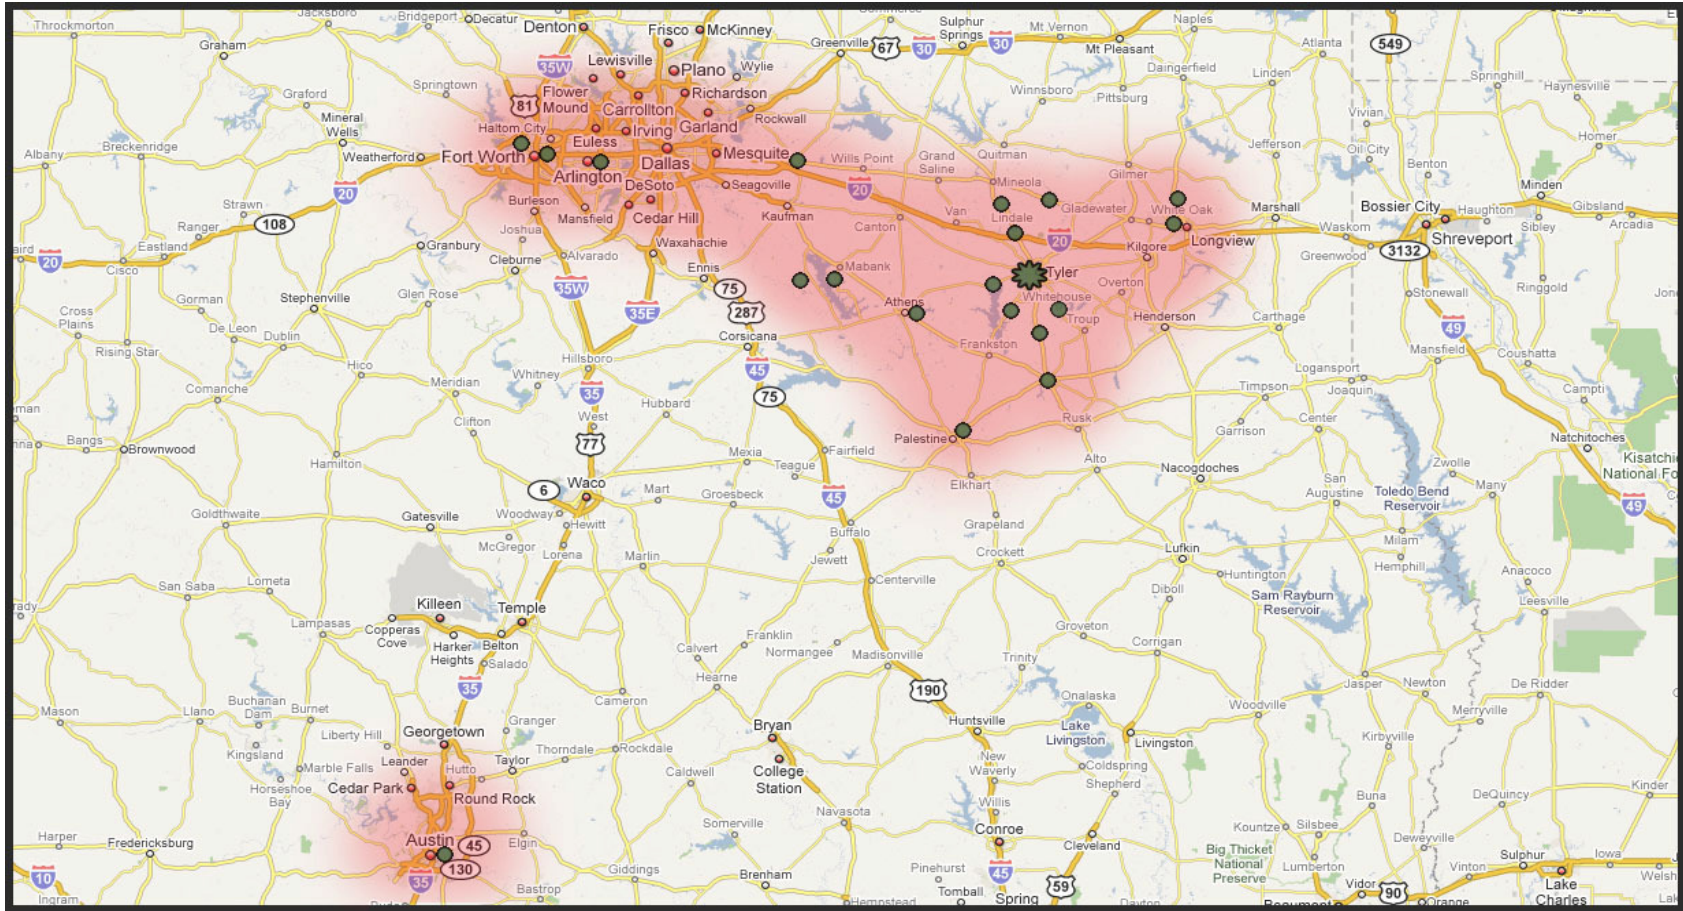 Throckmorton
Jacksboro
Bridgeport
Decatur
Denton
Frisco
McKinney
Commerce
Sulphur
Springs
Mt Vernon
Naples
Graham
35W
Lewisville
Plano
Wylie
Greenville
67
30
30
Mt Pleasant
Atlanta
549
Springtown
Flower
Mound
Richardson
Daingerfield
Linden
Springhill
Graford
81
Carrollton
Winnsboro
Pittsburg
Haynesville
Mineral
Wells
Haltom City
Euless
Irving
Garland
Rockwall
Vivian
Homer
Albany
Breckenridge
Weatherford
Fort Worth
Dallas
Mesquite
Wills Point
Grand
Saline
Quitman
Jefferson
Oil City
Benton
Arlington
DeSoto
Seagoville
20
Mineola
Gilmer
Minden
20
Strawn
Burleson
Mansfield
Cedar Hill
Kaufman
Van
Lindale
Gladewater
White Oak
Marshall
Bossier City
Haughton
Gibsland
Arcadia
108
Ranger
Joshua
Waxahachie
Canton
20
Kilgore
Longview
Waskom
Shreveport
Sibley
Eastland
Granbury
Cleburne
Alvarado
Greenwood
3132
20
Cisco
Ennis
Mabank
Tyler
Overton
Stonewall
Ringgold
Gorman
Stephenville
Glen Rose
35W
75
287
35E
Athens
Whitehouse
Troup
Henderson
Carthage
49
Cross
Plains
De Leon
Dublin
Corsicana
Frankston
Mansfield
Coushatta
Rising Star
Hico
Hillsboro
45
Logansport
Joaquin
Comanche
Meridian
Whitney
35
75
Timpson
Campti
Hubbard
West
Rusk
Center
Clifton
77
Palestine
Garrison
Natchitoches
Bangs
Brownwood
Mexia
Fairfield
Alto
Kisatchie
National Fo
Hamilton
Teague
Nacogdoches
Zwolle
6
Waco
Mart
Groesbeck
45
Elkhart
San
Augustine
Toledo Bend
Reservoir
Many
49
Goldthwaite
Gatesville
Woodway
Hewitt
Buffalo
Grapeland
Milam
McGregor
Lorena
Marlin
Jewett
Crockett
Lufkin
Hemphill
San Saba
Lometa
Centerville
Diboll
Huntington
Anacoco
Killeen
Temple
Sam Rayburn
Reservoir
Leesville
Lampasas
Copperas
Cove
Harker
Heights
Belton
Salado
Franklin
Normangee
Groveton
Corrigan
Calvert
Madisonville
Trinity
35
Hearne
190
Jasper
Newton
De Ridder
Mason
Llano
Buchanan
Dam
Burnet
Cameron
Onalaska
Woodville
Merryville
Granger
Bryan
Huntsville
Lake
Livingston
Liberty Hill
Georgetown
Kirbyville
Kingsland
Leander
Hutto
Taylor
Thorndale
Rockdale
Livingston
Marble Falls
Horseshoe
Bay
Cedar Park
Round Rock
Caldwell
College
Station
New
Waverly
Coldspring
Shepherd
Buna
DeQuincy
Kinder
Willis
Navasota
Harper
Fredericksburg
Austin
45
Elgin
Somerville
Conroe
Cleveland
Kountze
Silsbee
Deweyville
130
35
Giddings
Brenham
Pinehurst
45
Big Thicket
National
Preserve
Lumberton
Vinton
Sulphur
Iowa
Welsh
10
Ingram
Bastrop
Hempstead
Tomball
Spring
59
Dayton
Beaumont
Vidor
90
Orange
Lake
Charles